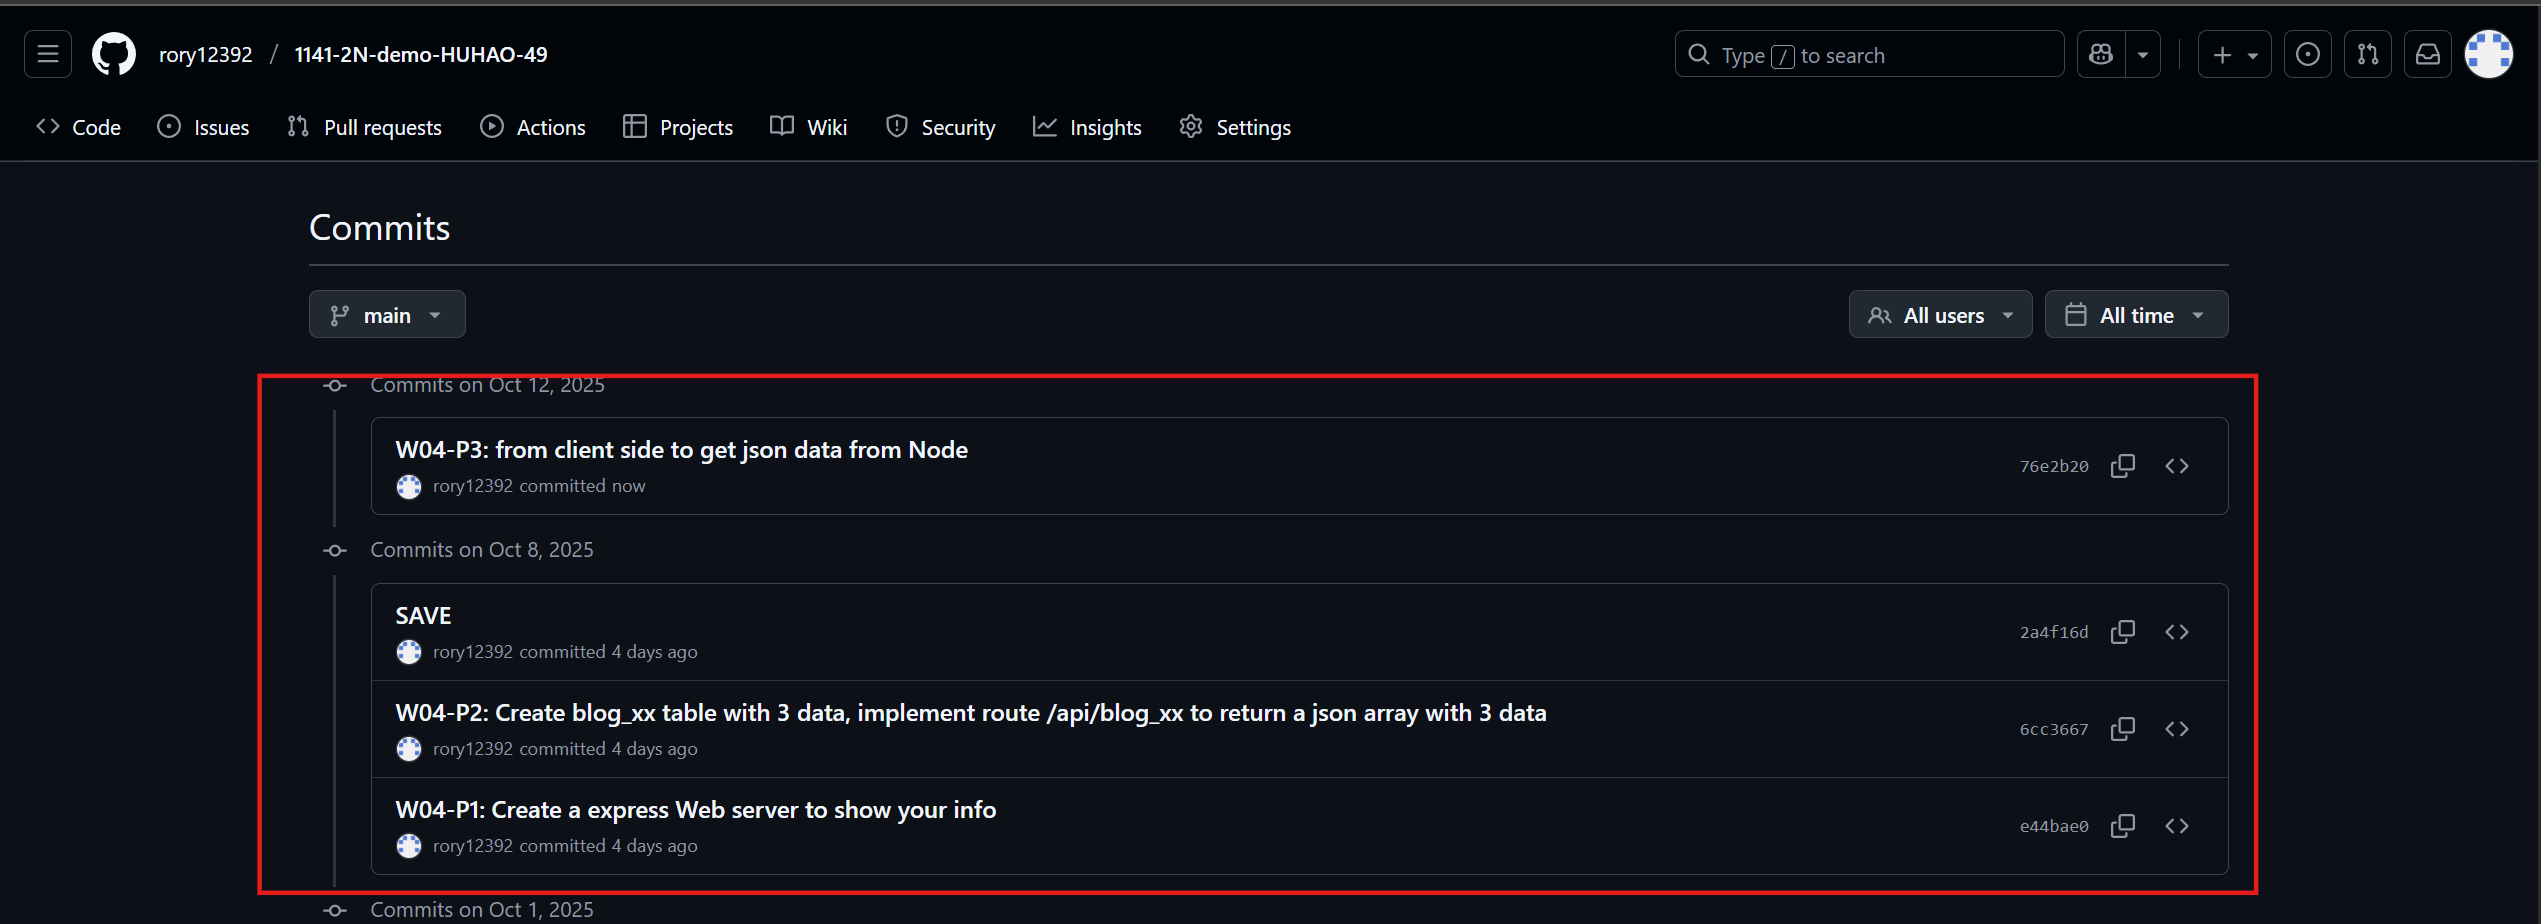 rory12392 / 1141-2N-demo-HUHAO-49
Type / to search
Code Issues Pull requests Actions Projects Wiki Security Insights Settings
Commits
main
All users All time
Commits on Oct 12, 2025
W04-P3: from client side to get json data from Node
rory12392 committed now
76e2b20
Commits on Oct 8, 2025
SAVE
rory12392 committed 4 days ago
2a4f16d
W04-P2: Create blog_xx table with 3 data, implement route /api/blog_xx to return a json array with 3 data
rory12392 committed 4 days ago
6cc3667
W04-P1: Create a express Web server to show your info
rory12392 committed 4 days ago
e44bae0
Commits on Oct 1, 2025